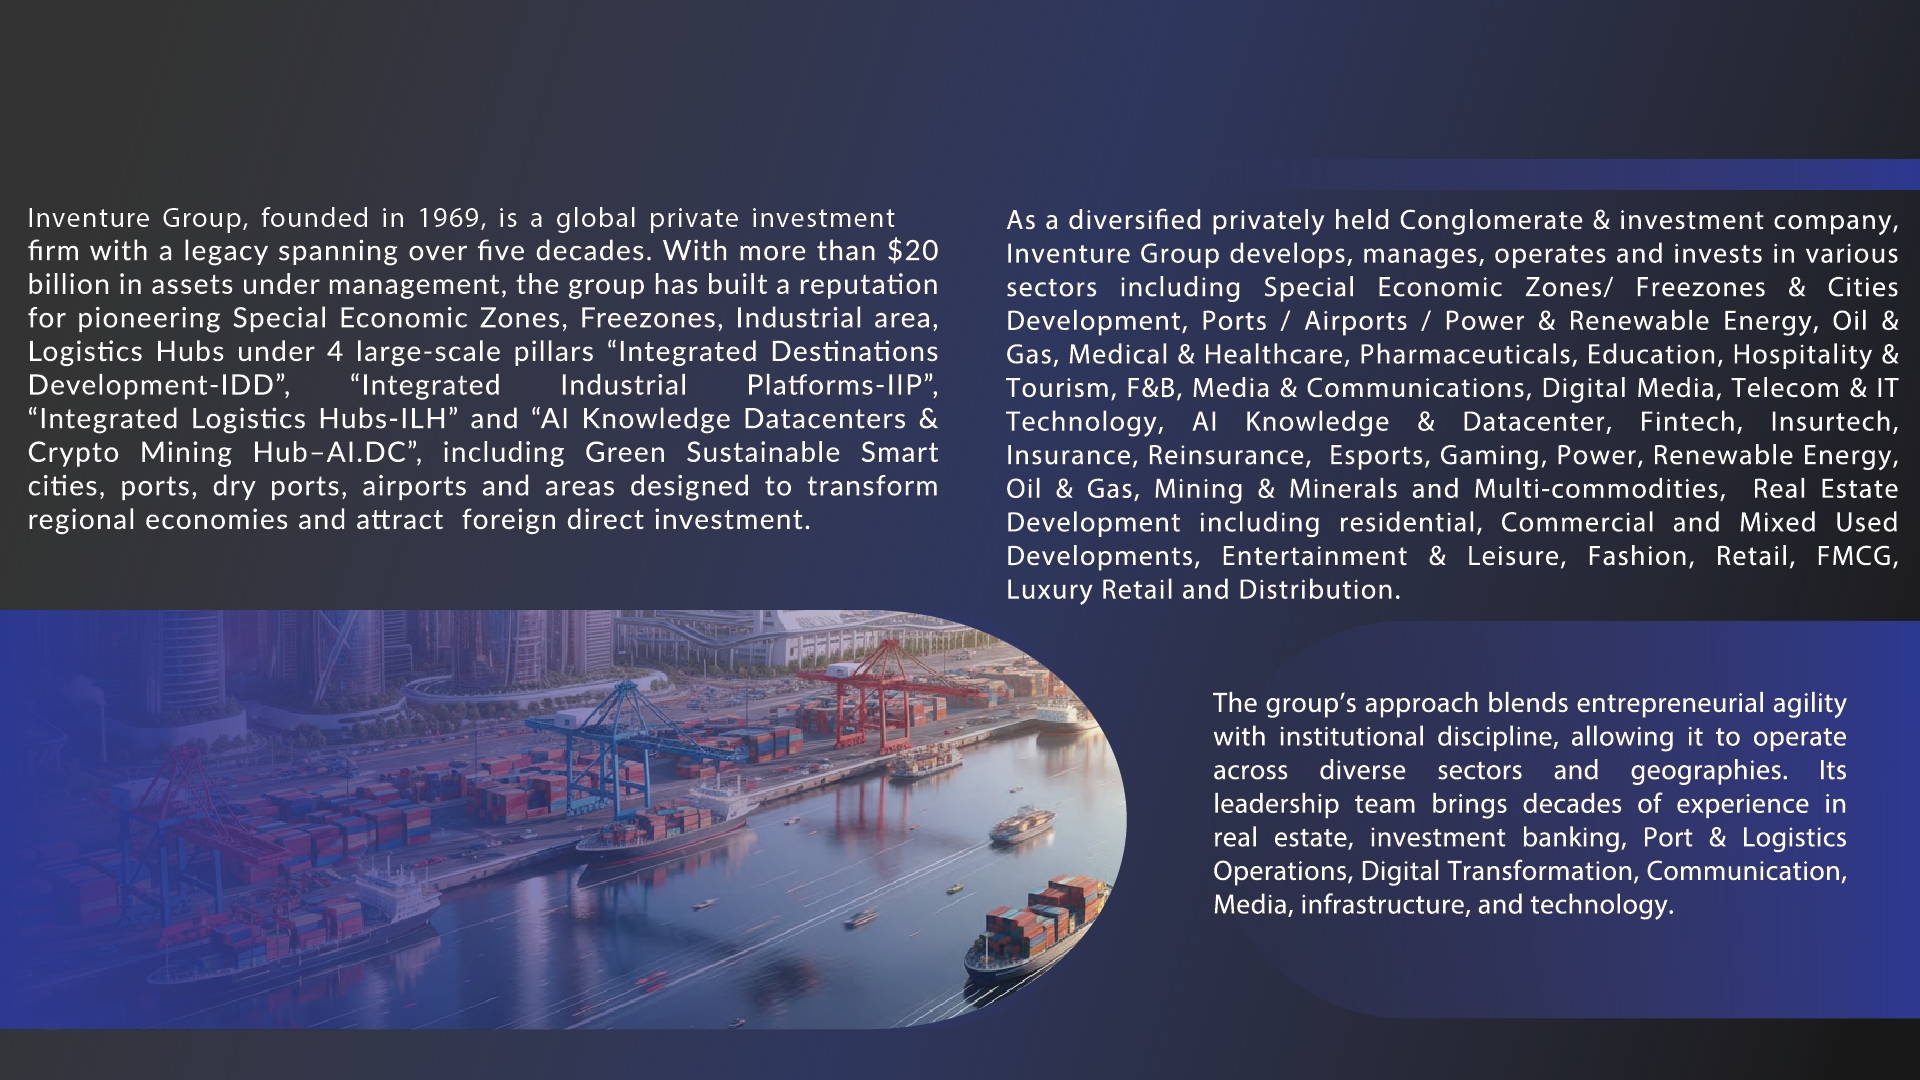 Inventure Group, founded in 1969, is a global private investment
firm with a legacy spanning over five decades. With more than $20
billion in assets under management, the group has built a reputation
for pioneering Special Economic Zones, Freezones, Industrial area,
Logistics Hubs under 4 large-scale pillars “Integrated Destinations
Development-IDD”, “Integrated Industrial Platforms-IIP”,
“Integrated Logistics Hubs-ILH” and “AI Knowledge Datacenters &
Crypto Mining Hub–AI.DC”, including Green Sustainable Smart
cities, ports, dry ports, airports and areas designed to transform
regional economies and attract foreign direct investment.
As a diversified privately held Conglomerate & investment company,
Inventure Group develops, manages, operates and invests in various
sectors including Special Economic Zones/ Freezones & Cities
Development, Ports / Airports / Power & Renewable Energy, Oil &
Gas, Medical & Healthcare, Pharmaceuticals, Education, Hospitality &
Tourism, F&B, Media & Communications, Digital Media, Telecom & IT
Technology, AI Knowledge & Datacenter, Fintech, Insurtech,
Insurance, Reinsurance, Esports, Gaming, Power, Renewable Energy,
Oil & Gas, Mining & Minerals and Multi-commodities, Real Estate
Development including residential, Commercial and Mixed Used
Developments, Entertainment & Leisure, Fashion, Retail, FMCG,
Luxury Retail and Distribution.
The group’s approach blends entrepreneurial agility
with institutional discipline, allowing it to operate
across diverse sectors and geographies. Its
leadership team brings decades of experience in
real estate, investment banking, Port & Logistics
Operations, Digital Transformation, Communication,
Media, infrastructure, and technology.